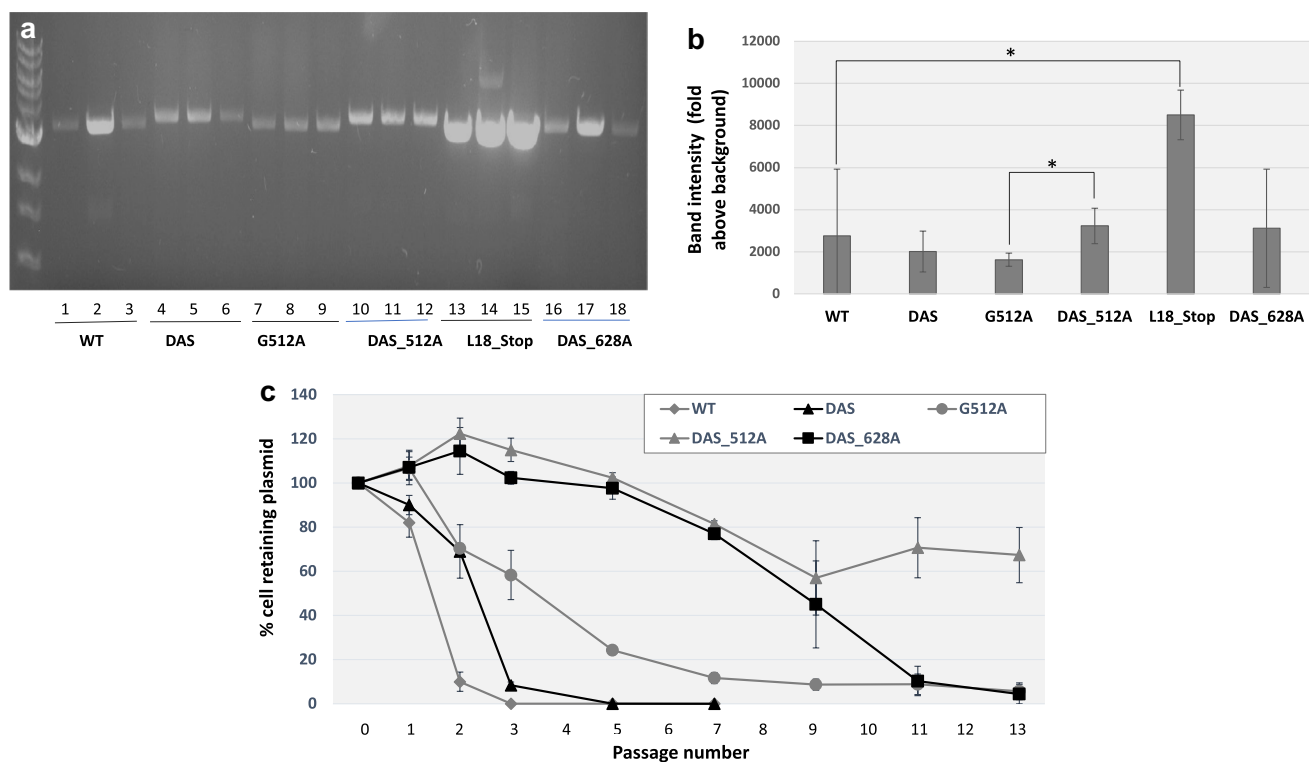 a
1 2 3 4 5 6 7 8 9 10 11 12 13 14 15 16 17 18
WT DAS G512A DAS_512A L18_Stop DAS_628A
b
Band intensity (fold
above background)
12000
10000
8000
6000
4000
2000
0
*
*
WT DAS G512A DAS_512A L18_Stop DAS_628A
c
% cell retaining plasmid
140
120
100
80
60
40
20
0
WT DAS G512A
DAS_512A DAS_628A
0 1 2 3 4 5 6 7 8 9 10 11 12 13
Passage number